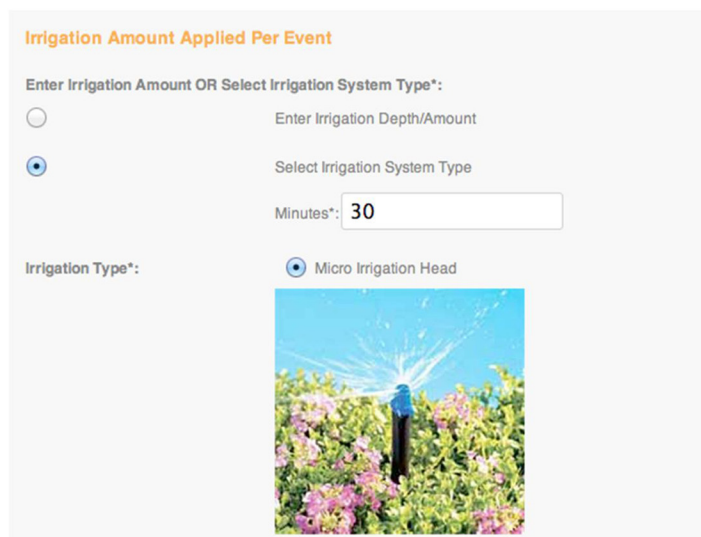 Irrigation Amount Applied Per Event
Enter Irrigation Amount OR Select Irrigation System Type*:
Enter Irrigation Depth/Amount
Select Irrigation System Type
Minutes*: 30
Irrigation Type*: Micro Irrigation Head